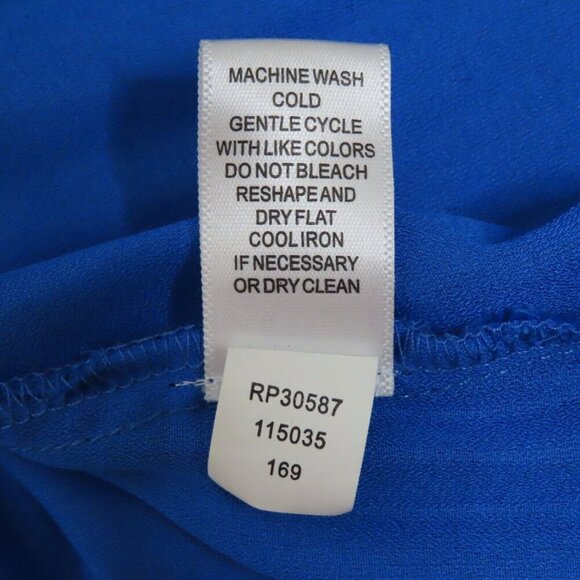 MACHINE WASH
COLD
GENTLE CYCLE
WITH LIKE COLORS
DO NOT BLEACH
RESHAPE AND
DRY FLAT
COOL IRON
IF NECESSARY
OR DRY CLEAN
RP30587
115035
169